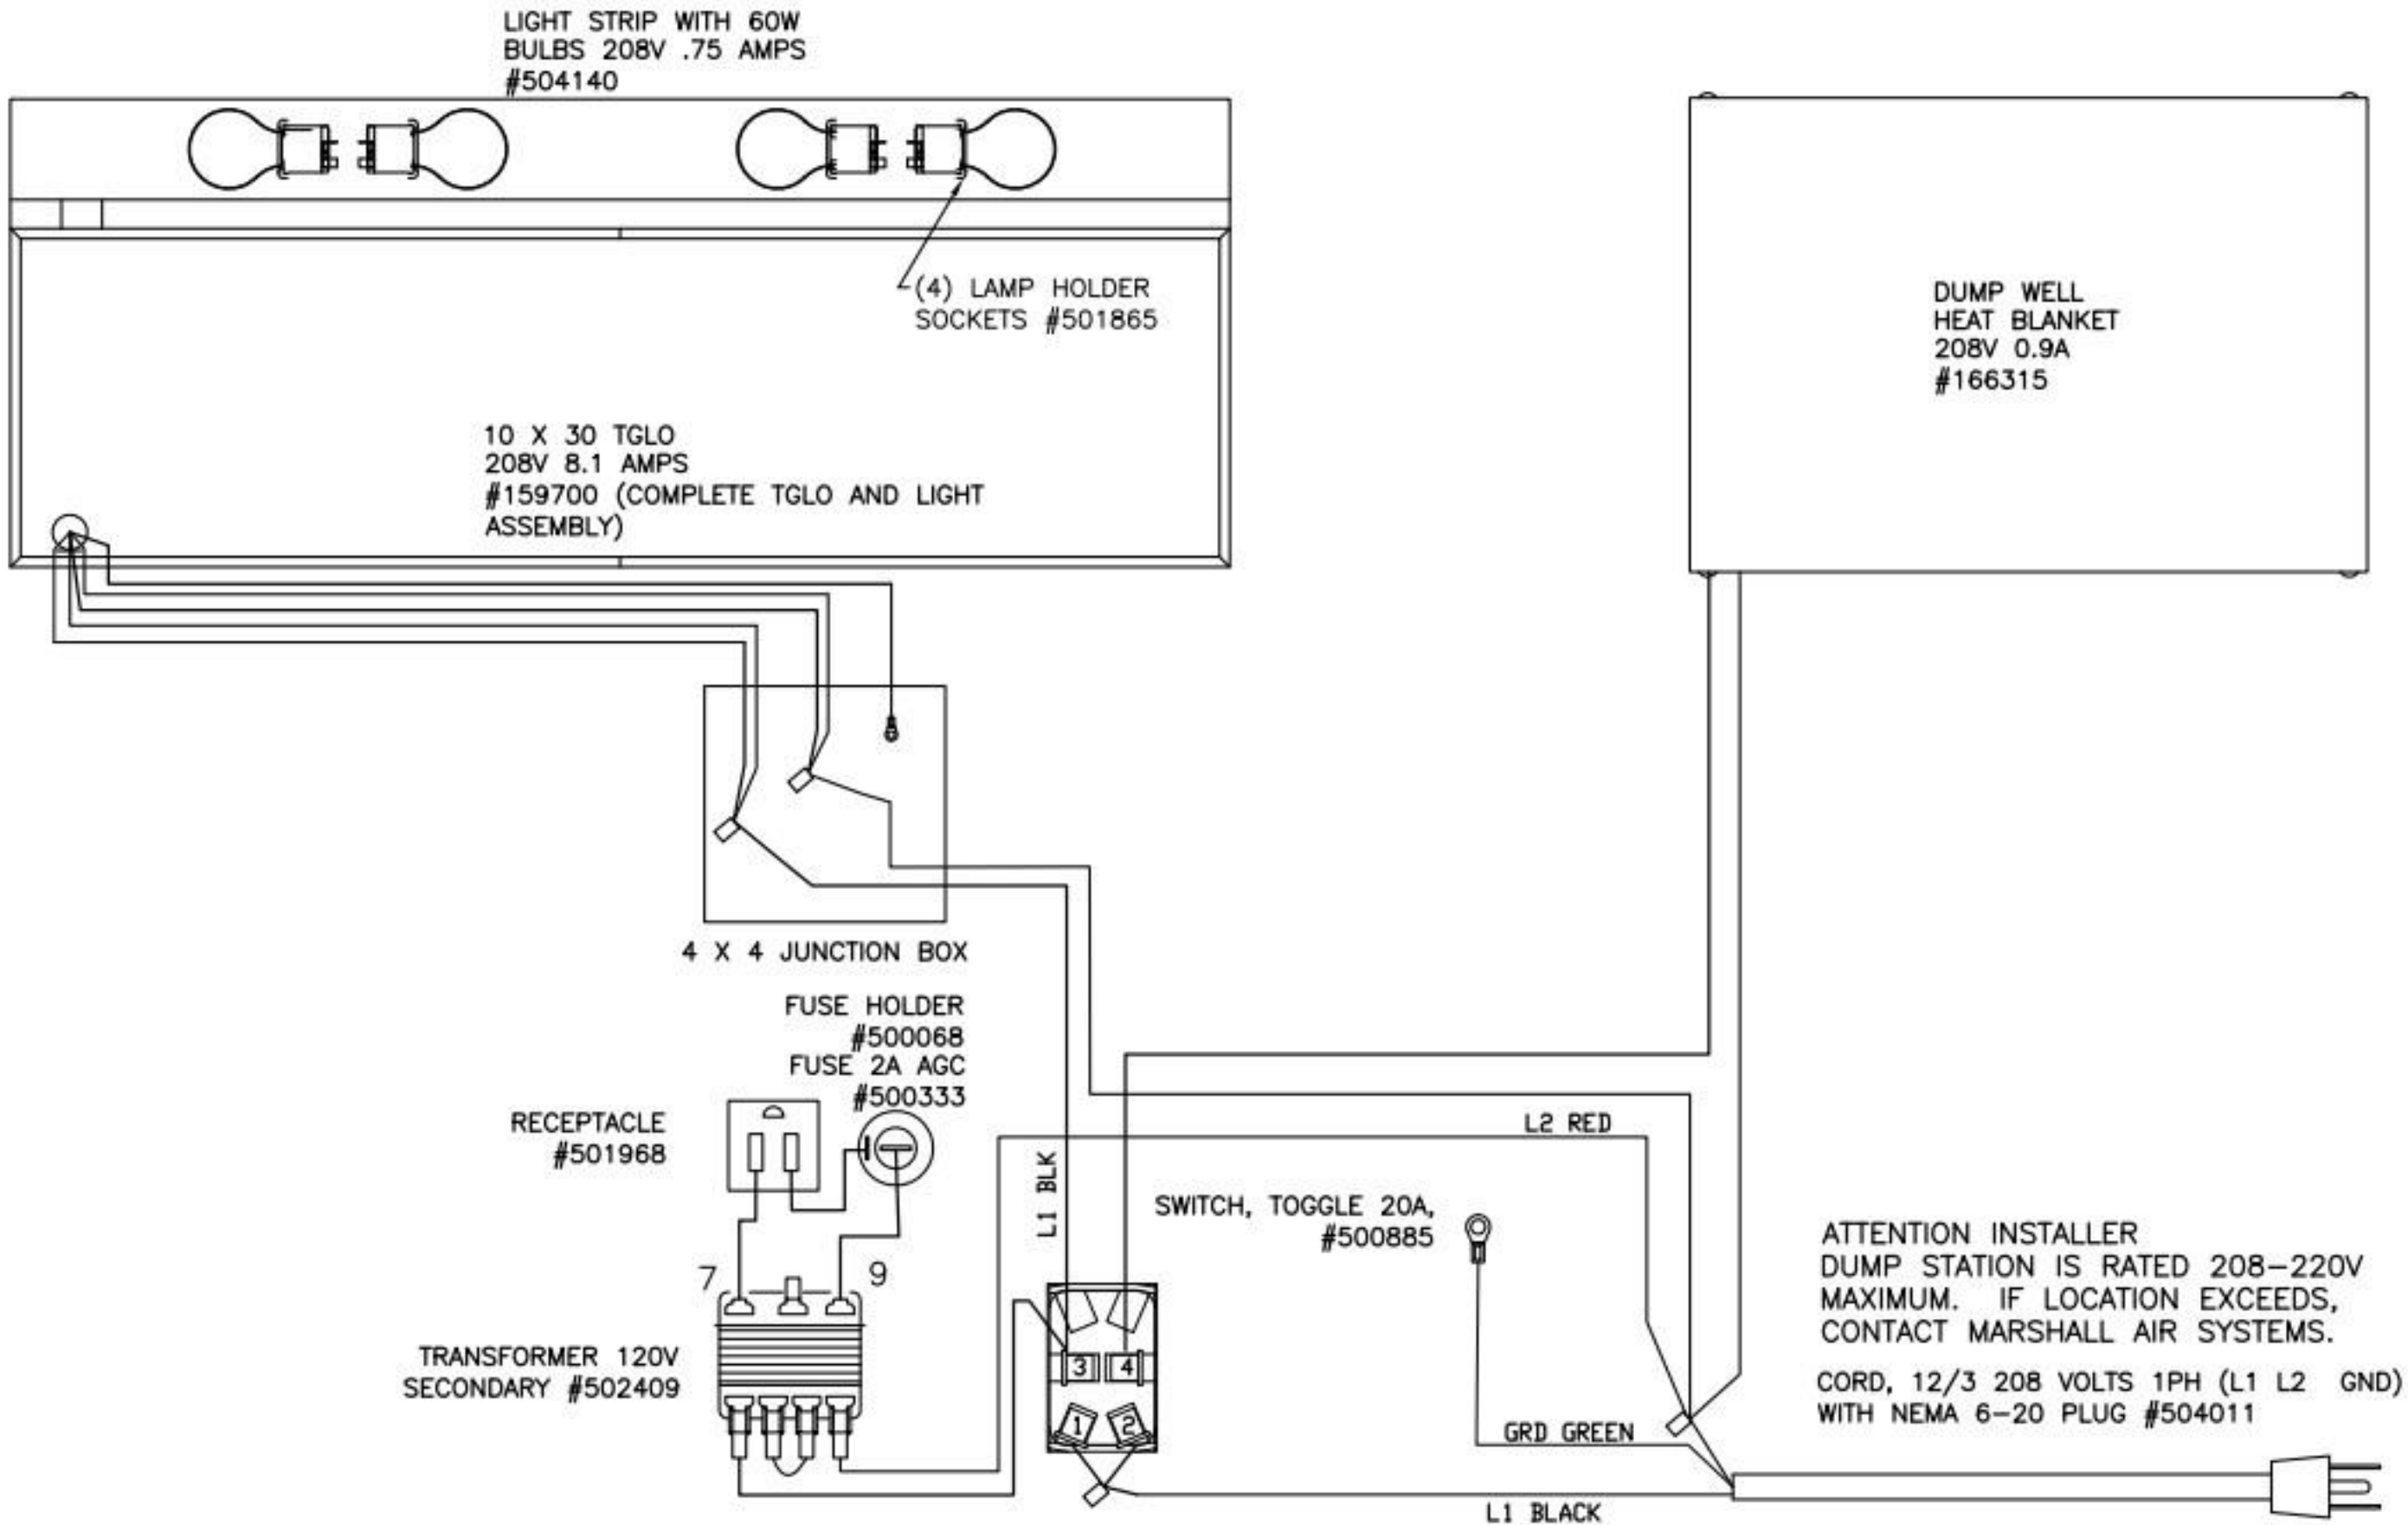 LIGHT STRIP WITH 60W
BULBS 208V .75 AMPS
#504140
(4) LAMP HOLDER
SOCKETS #501865
DUMP WELL
HEAT BLANKET
208V 0.9A
#166315
10 X 30 TGLO
208V 8.1 AMPS
#159700 (COMPLETE TGLO AND LIGHT
ASSEMBLY)
4 X 4 JUNCTION BOX
FUSE HOLDER
#500068
FUSE 2A AGC
#500333
RECEPTACLE
#501968
L1 BLK
L2 RED
SWITCH, TOGGLE 20A,
#500885
7
9
TRANSFORMER 120V
SECONDARY #502409
3
4
1
2
GRD GREEN
L1 BLACK
ATTENTION INSTALLER
DUMP STATION IS RATED 208-220V
MAXIMUM. IF LOCATION EXCEEDS,
CONTACT MARSHALL AIR SYSTEMS.
CORD, 12/3 208 VOLTS 1PH (L1 L2 GND)
WITH NEMA 6-20 PLUG #504011